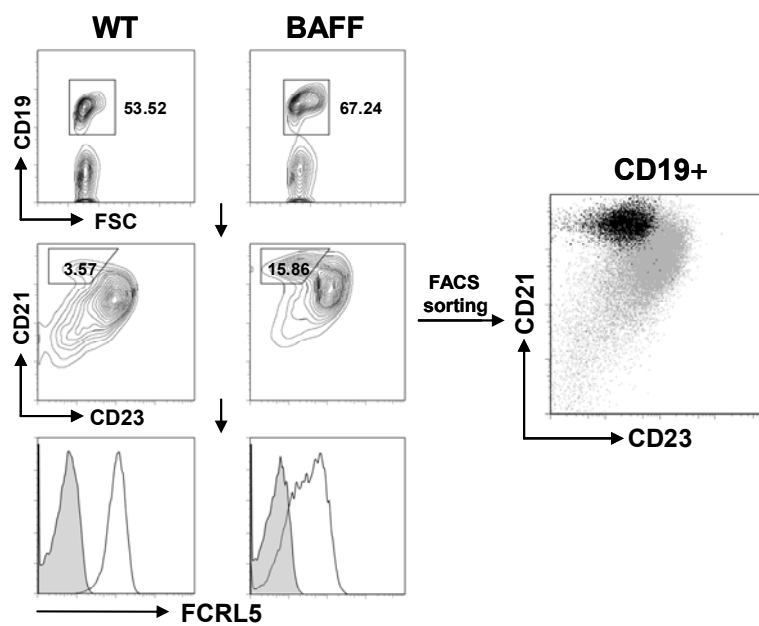 WT
BAFF
CD19
53.52
67.24
FSC
CD19+
CD21
3.57
15.86
FACS
sorting
CD21
CD23
CD23
FCRL5